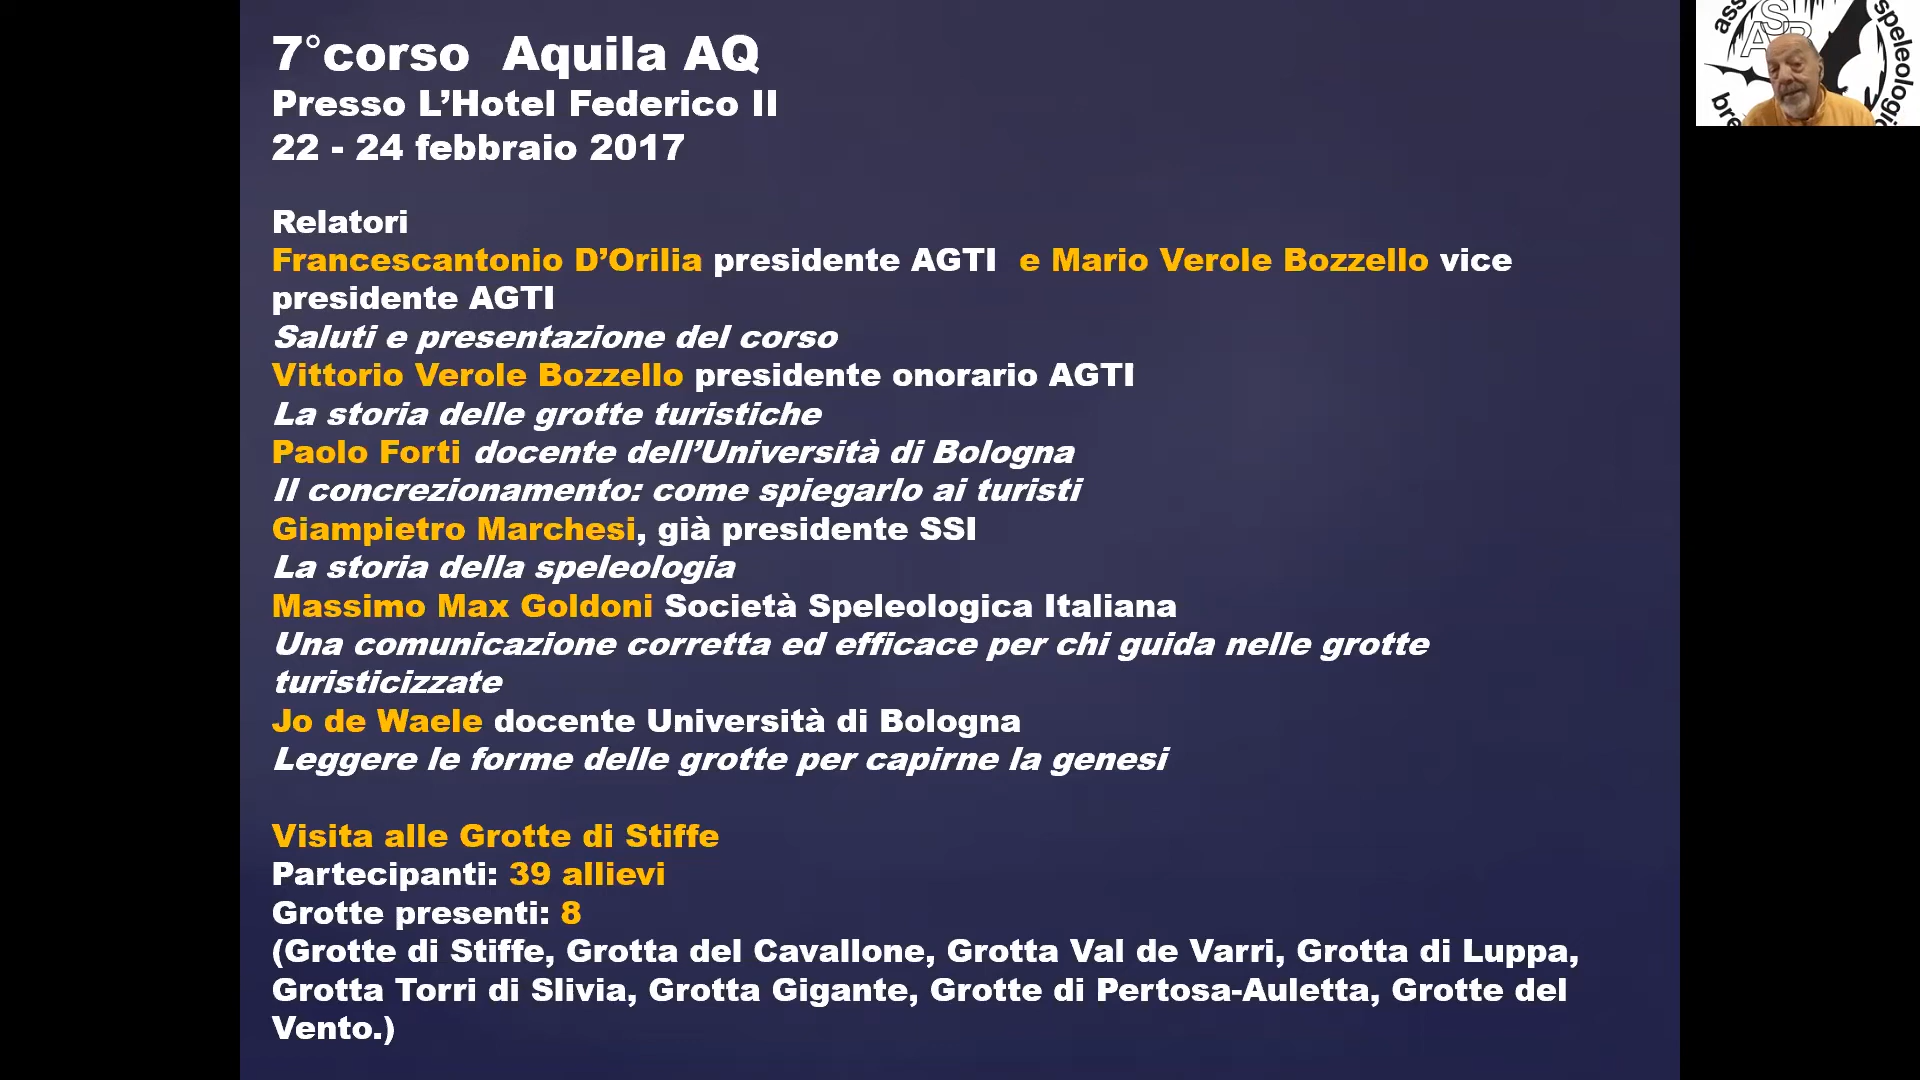 7°corso Aquila AQ
Presso L’Hotel Federico II
22 - 24 febbraio 2017
Relatori
Francescantonio D’Orilia presidente AGTI e Mario Verole Bozzello vice
presidente AGTI
Saluti e presentazione del corso
Vittorio Verole Bozzello presidente onorario AGTI
La storia delle grotte turistiche
Paolo Forti docente dell’Università di Bologna
Il concrezionamento: come spiegarlo ai turisti
Giampietro Marchesi, già presidente SSI
La storia della speleologia
Massimo Max Goldoni Società Speleologica Italiana
Una comunicazione corretta ed efficace per chi guida nelle grotte
turisticizzate
Jo de Waele docente Università di Bologna
Leggere le forme delle grotte per capirne la genesi
Visita alle Grotte di Stiffe
Partecipanti: 39 allievi
Grotte presenti: 8
(Grotte di Stiffe, Grotta del Cavallone, Grotta Val de Varri, Grotta di Luppa,
Grotta Torri di Slivia, Grotta Gigante, Grotte di Pertosa-Auletta, Grotte del
Vento.)
ass
speleologic
bre